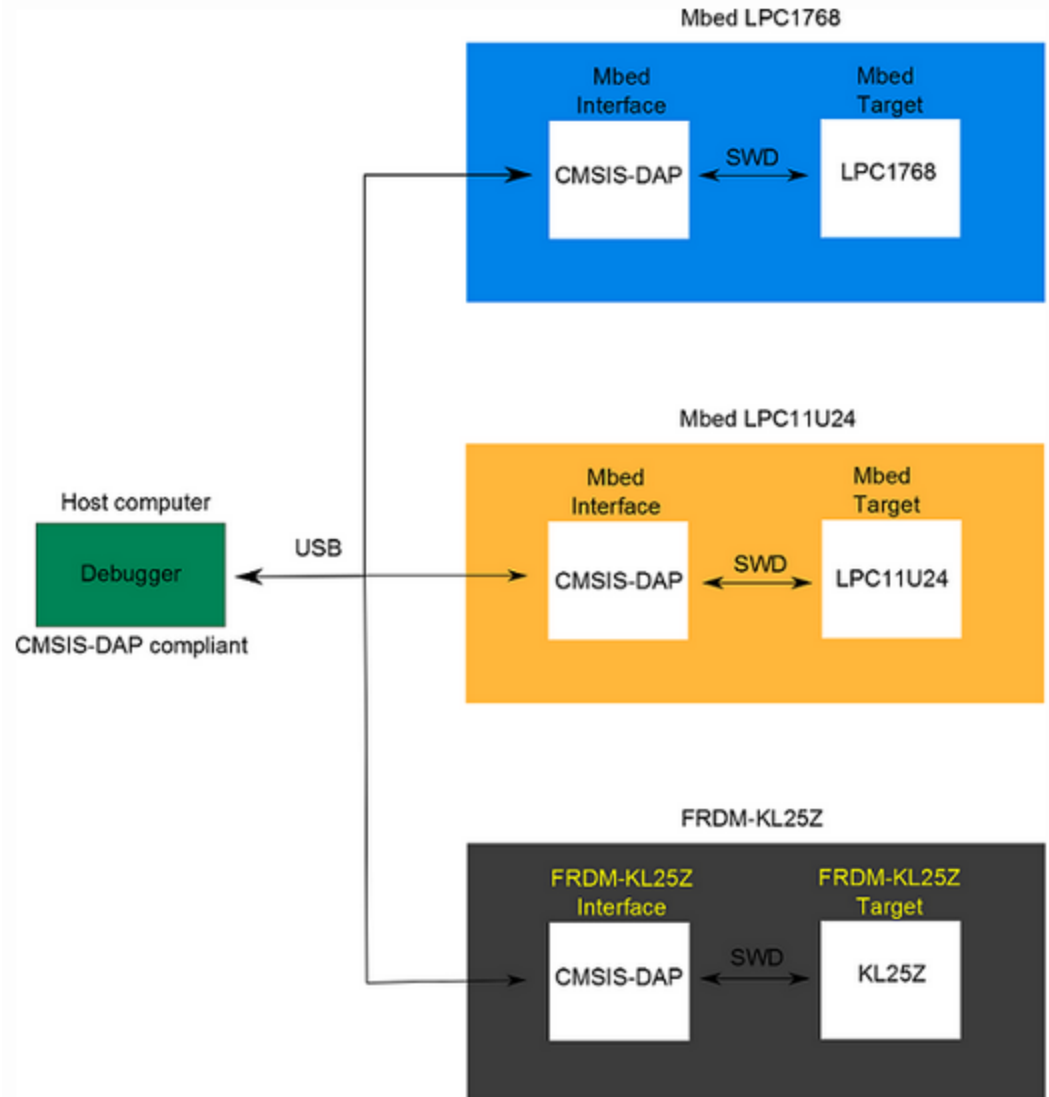 Mbed LPC1768
Mbed
Interface
Mbed
Target
CMSIS-DAP
SWD
LPC1768
Mbed LPC11U24
Mbed
Interface
Mbed
Target
Host computer
Debugger
CMSIS-DAP compliant
USB
CMSIS-DAP
SWD
LPC11U24
FRDM-KL25Z
FRDM-KL25Z
Interface
FRDM-KL25Z
Target
CMSIS-DAP
SWD
KL25Z